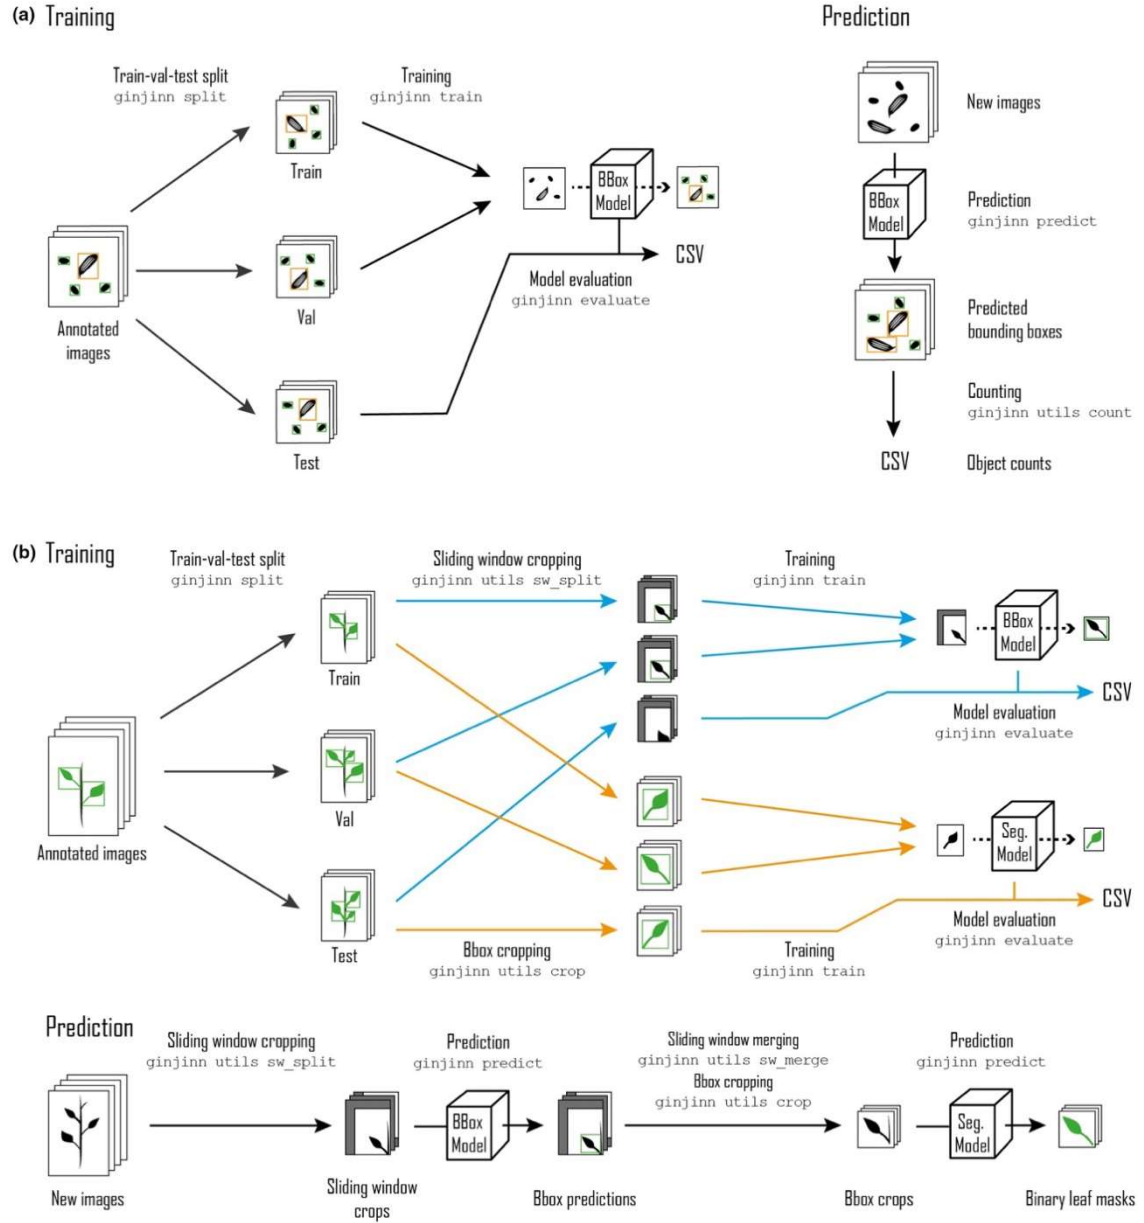 (a) Training
Prediction
Train-val-test split
ginjinn split
Training
ginjinn train
Train
Val
Test
Annotated
images
BBox
Model
CSV
Model evaluation
ginjinn evaluate
New images
BBox
Model
Prediction
ginjinn predict
Predicted
bounding boxes
Counting
ginjinn utils count
CSV
Object counts
(b) Training
Train-val-test split
ginjinn split
Sliding window cropping
ginjinn utils sw_split
Training
ginjinn train
Train
Val
Test
Annotated images
BBox
Model
CSV
Model evaluation
ginjinn evaluate
Seg.
Model
CSV
Model evaluation
ginjinn evaluate
Bbox cropping
ginjinn utils crop
Training
ginjinn train
Prediction
Sliding window cropping
ginjinn utils sw_split
Prediction
ginjinn predict
Sliding window merging
ginjinn utils sw_merge
Bbox cropping
ginjinn utils crop
Prediction
ginjinn predict
BBox
Model
Seg.
Model
New images
Sliding window
crops
Bbox predictions
Bbox crops
Binary leaf masks